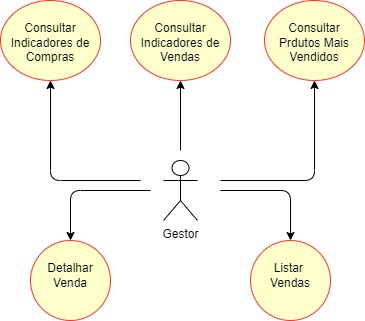 Consultar
Indicadores de
Compras
Consultar
Indicadores de
Vendas
Consultar
Prdutos Mais
Vendidos
Gestor
Detalhar
Venda
Listar
Vendas